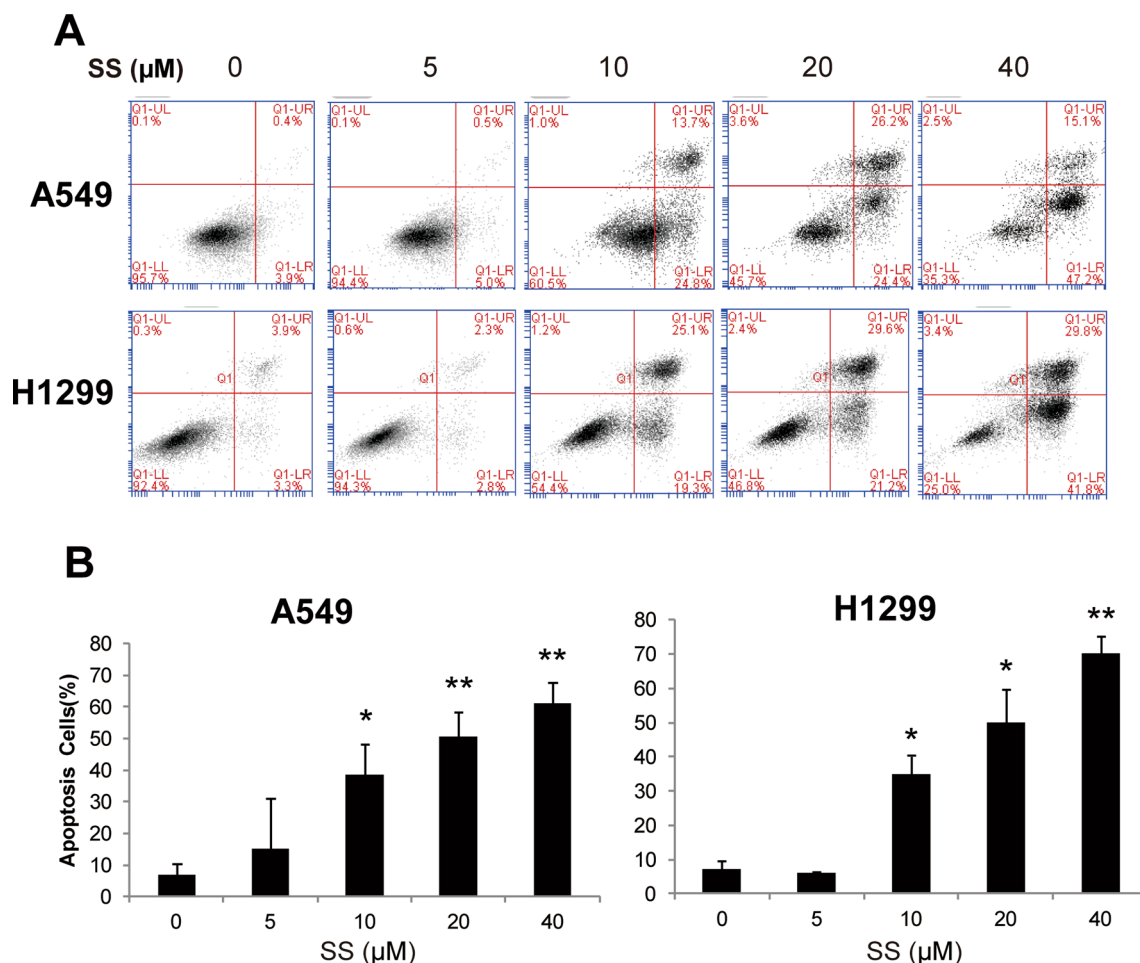 A
SS (µM) 0 5 10 20 40
A549
Q1-UL Q1-UR Q1-UL Q1-UR Q1-UL Q1-UR Q1-UL Q1-UR Q1-UL Q1-UR
0.1% 0.4% 0.1% 0.5% 1.0% 13.7% 3.6% 26.2% 2.5% 15.1%
Q1-LL Q1-LR Q1-LL Q1-LR Q1-LL Q1-LR Q1-LL Q1-LR Q1-LL Q1-LR
95.7% 3.9% 94.4% 5.0% 60.5% 24.8% 45.7% 24.4% 35.3% 47.2%
H1299
Q1-UL Q1-UR Q1-UL Q1-UR Q1-UL Q1-UR Q1-UL Q1-UR Q1-UL Q1-UR
0.3% 3.9% 0.6% 2.3% 1.2% 25.1% 2.4% 29.6% 3.4% 29.8%
Q1 Q1 Q1 Q1 Q1
Q1-LL Q1-LR Q1-LL Q1-LR Q1-LL Q1-LR Q1-LL Q1-LR Q1-LL Q1-LR
92.4% 3.3% 94.3% 2.8% 54.4% 19.3% 46.8% 21.2% 25.0% 41.8%
B
A549
Apoptosis Cells(%)
80
70
60
50
40
30
20
10
0
* ** **
0 5 10 20 40
SS (µM)
H1299
80
70
60
50
40
30
20
10
0
* * **
0 5 10 20 40
SS (µM)